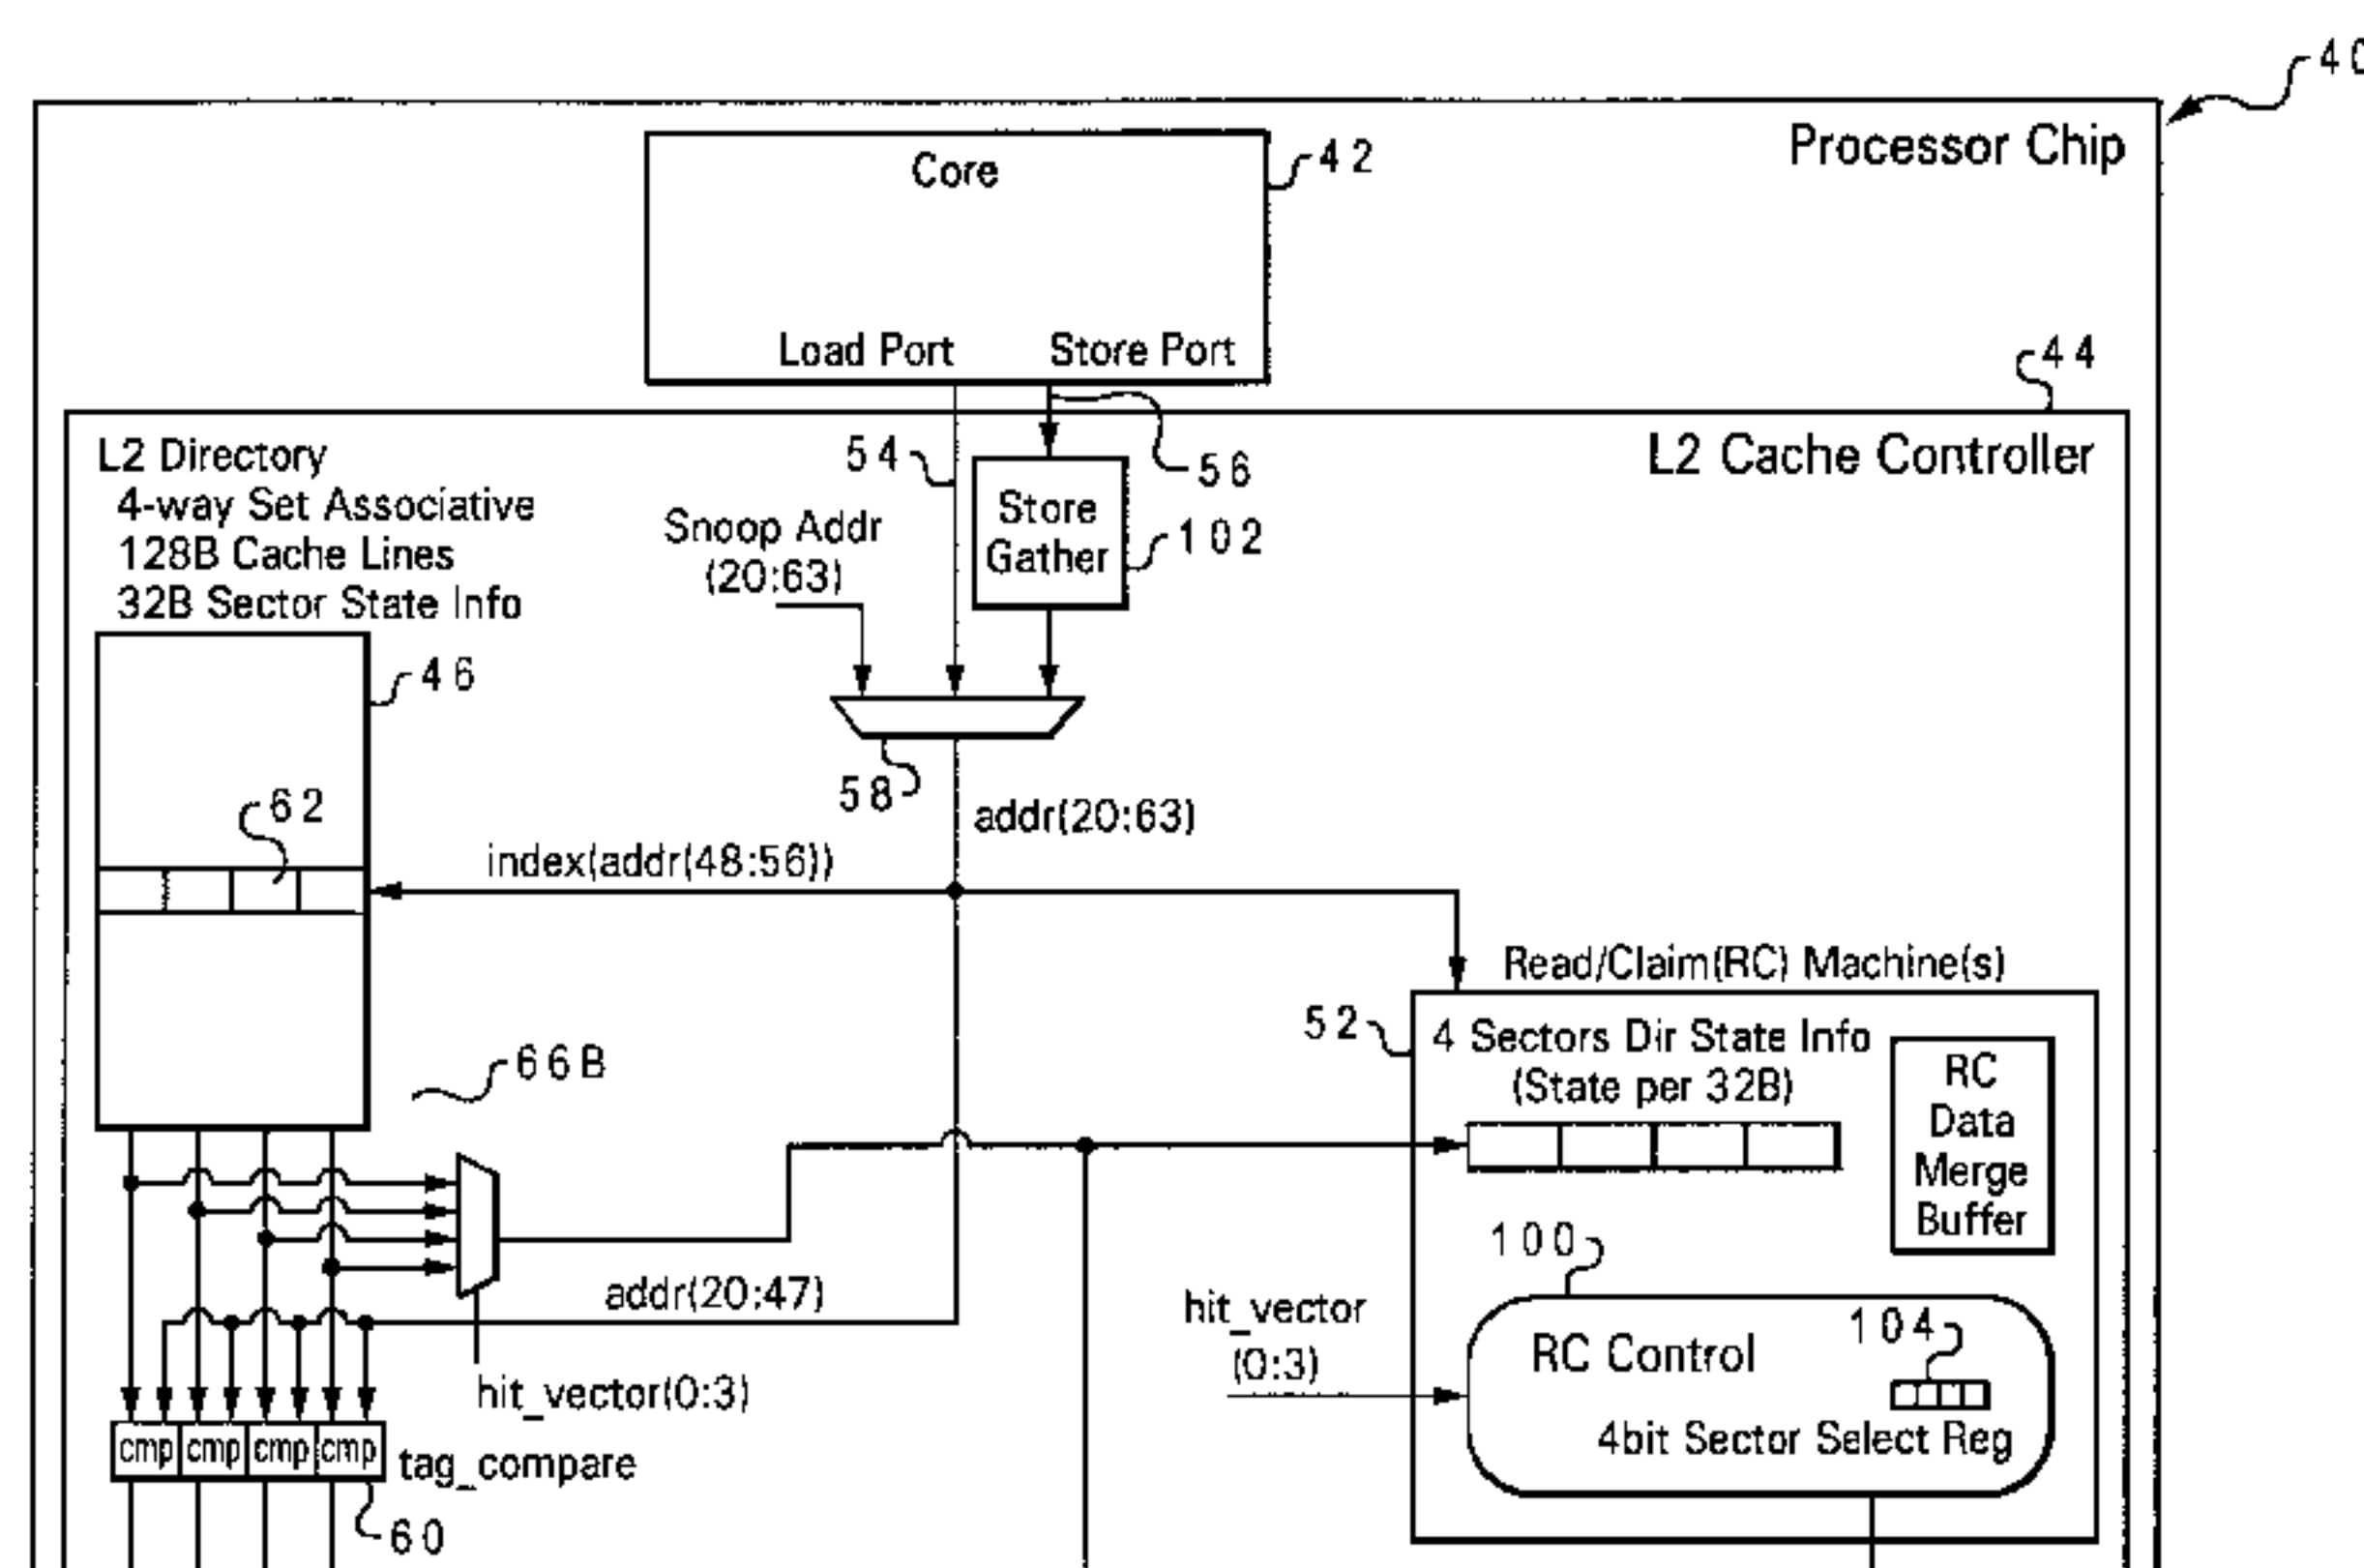 40
Processor Chip
Core
42
Load Port
Store Port
44
L2 Cache Controller
L2 Directory
4-way Set Associative
128B Cache Lines
32B Sector State Info
54
56
Store
Gather
102
Snoop Addr
(20:63)
46
58
addr(20:63)
62
index(addr(48:56))
Read/Claim(RC) Machine(s)
52
4 Sectors Dir State Info
(State per 32B)
RC
Data
Merge
Buffer
66B
100
addr(20:47)
hit_vector
(0:3)
104
RC Control
4bit Sector Select Reg
hit_vector(0:3)
cmp cmp cmp cmp
tag_compare
60